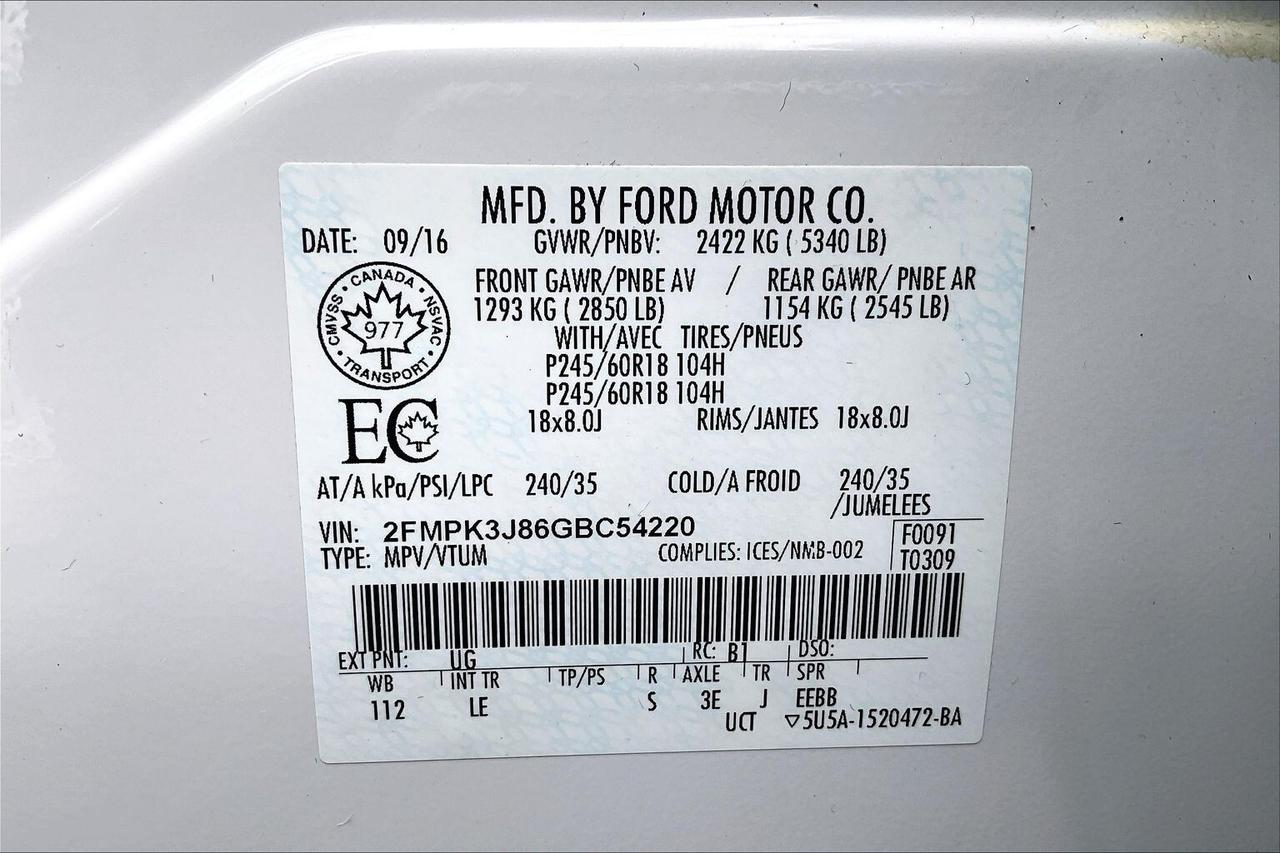 MFD. BY FORD MOTOR CO.
DATE: 09/16 GVWR/PNBV: 2422 KG ( 5340 LB)
FRONT GAWR/PNBE AV / REAR GAWR/ PNBE AR
1293 KG ( 2850 LB) 1154 KG ( 2545 LB)
WITH/AVEC TIRES/PNEUS
P245/60R18 104H
P245/60R18 104H
18x8.0J RIMS/JANTES 18x8.0J
CANADA
CMVSS • NSVAC
977
TRANSPORT
EC
AT/A kPa/PSI/LPC 240/35 COLD/A FROID 240/35
/JUMELEES
VIN: 2FMPK3J86GBC54220 F0091
TYPE: MPV/VTUM COMPLIES: ICES/NMB-002 T0309
EXT PNT: UG RC: B1 DSO:
WB INT TR TP/PS R AXLE TR SPR
112 LE S 3E J EEBB
UCT ▽5U5A-1520472-BA